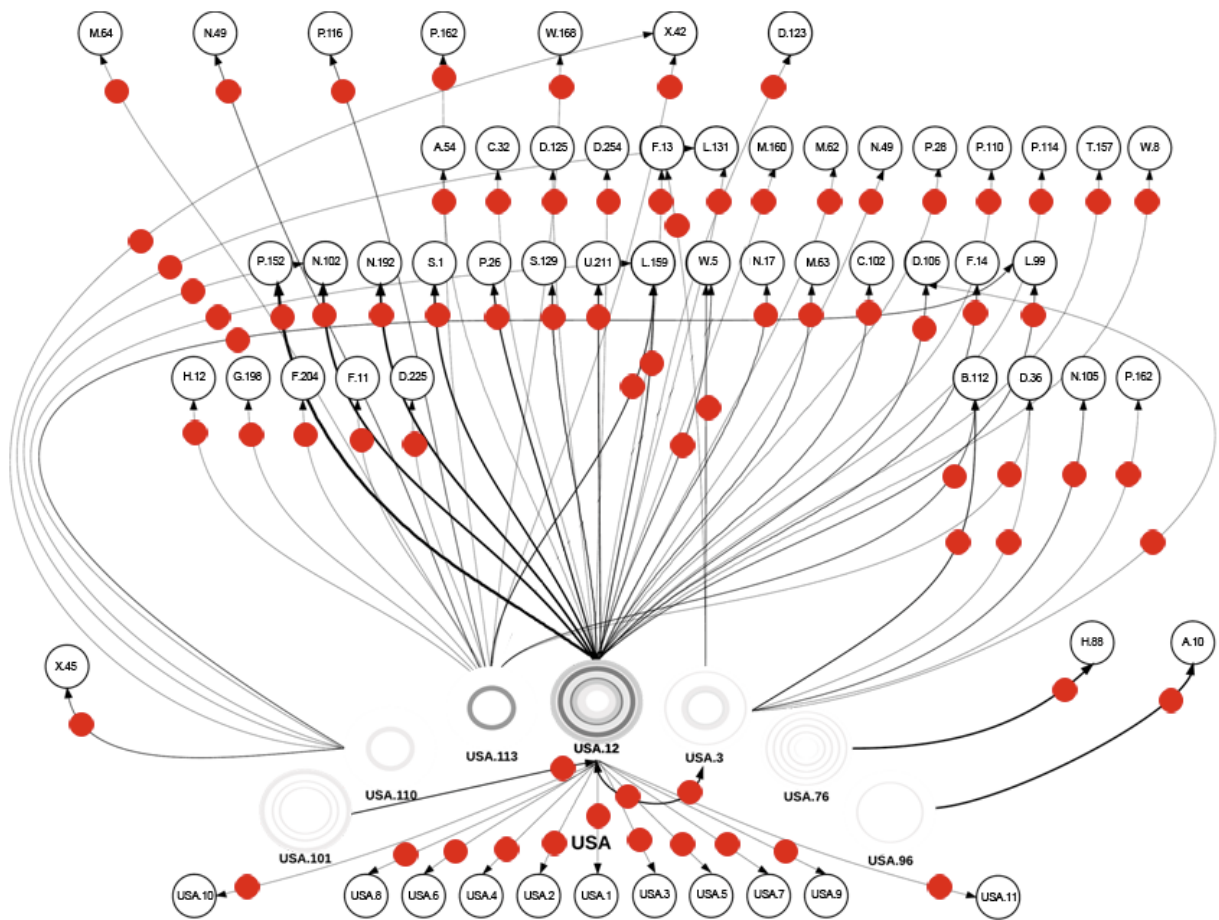 M.64 N.49 P.116 P.162 W.168 X.42 D.123
A.54 C.32 D.125 D.254 F.13 L.131 M.160 M.62 N.49 P.28 P.110 P.114 T.157 W.8
P.152 N.102 N.192 S.1 P.26 S.129 U.211 L.159 W.5 N.17 M.63 C.102 D.106 F.14 L.99
H.12 G.198 F.204 F.11 D.225 B.112 D.36 N.105 P.162
X.45 H.88 A.10
USA.113 USA.12 USA.3
USA.110 USA.76
USA.101 USA USA.96
USA.10 USA.8 USA.6 USA.4 USA.2 USA.1 USA.3 USA.5 USA.7 USA.9 USA.11